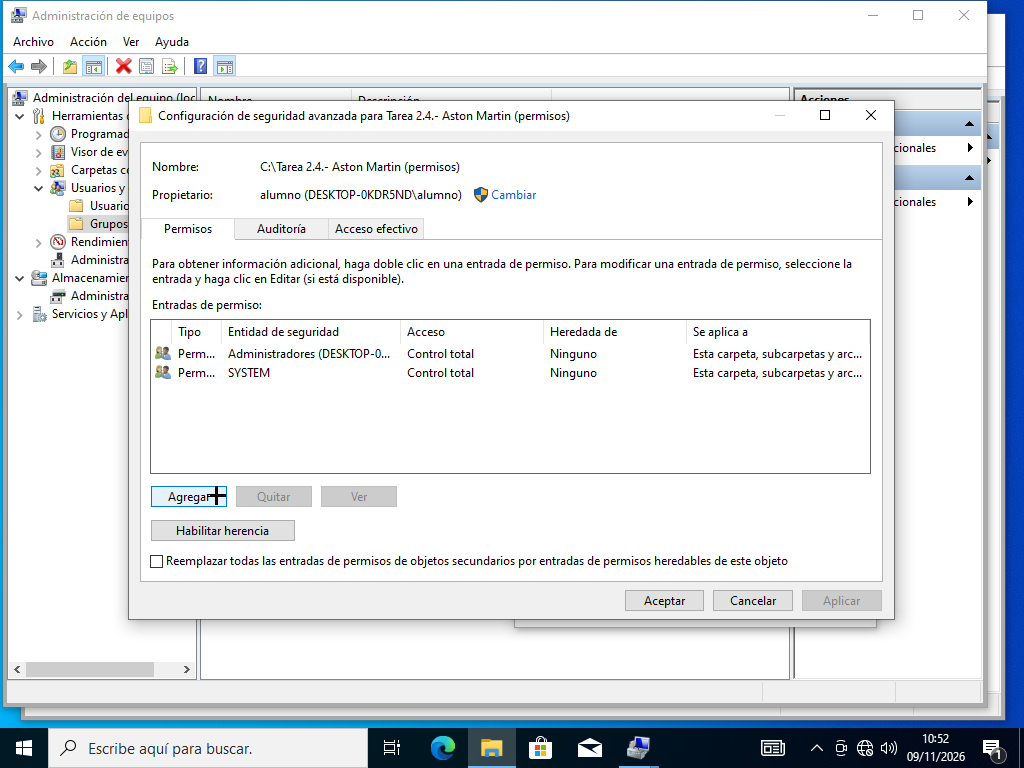 Administración de equipos
Archivo Acción Ver Ayuda
Administración del equipo (loc
Herramientas
Configuración de seguridad avanzada para Tarea 2.4.- Aston Martin (permisos)
Programad
Visor de ev
Carpetas co
Usuarios y
Usuario
Grupos
Rendimien
Administra
Almacenamien
Administra
Servicios y Apl
Acciones
cionales
cionales
Nombre: C:\Tarea 2.4.- Aston Martin (permisos)
Propietario: alumno (DESKTOP-0KDR5ND\alumno) Cambiar
Permisos Auditoría Acceso efectivo
Para obtener información adicional, haga doble clic en una entrada de permiso. Para modificar una entrada de permiso, seleccione la
entrada y haga clic en Editar (si está disponible).
Entradas de permiso:
Tipo Entidad de seguridad Acceso Heredada de Se aplica a
Perm... Administradores (DESKTOP-0... Control total Ninguno Esta carpeta, subcarpetas y arc...
Perm... SYSTEM Control total Ninguno Esta carpeta, subcarpetas y arc...
Agregar Quitar Ver
Habilitar herencia
Reemplazar todas las entradas de permisos de objetos secundarios por entradas de permisos heredables de este objeto
Aceptar Cancelar Aplicar
Escribe aquí para buscar.
10:52
09/11/2026
1